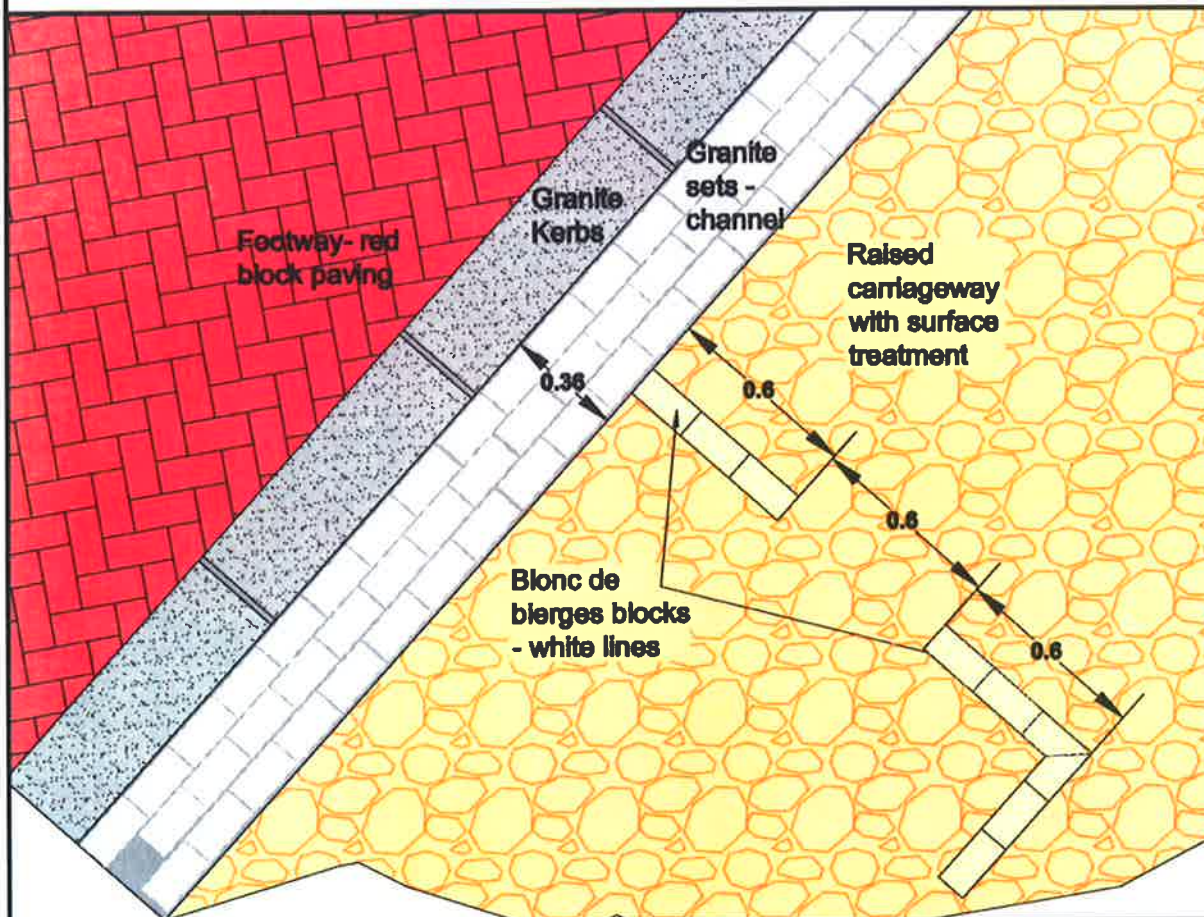 Footway- red
block paving
Granite
Kerbs
Granite
sets -
channel
Raised
carriageway
with surface
treatment
0.36
0.6
0.6
0.6
Blonc de
bierges blocks
- white lines